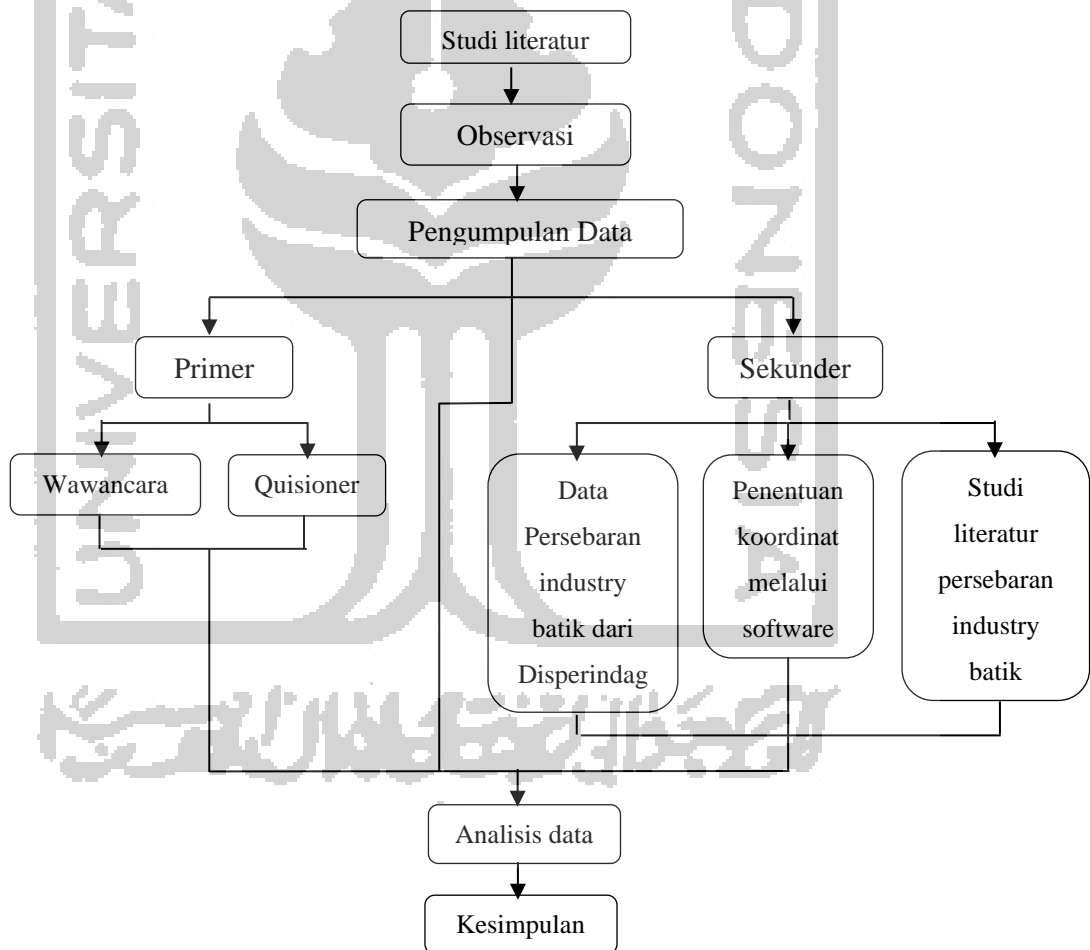 Studi literatur
Observasi
Pengumpulan Data
Primer
Sekunder
Wawancara
Quisioner
Data
Persebaran
industry
batik dari
Disperindag
Penentuan
koordinat
melalui
software
Studi
literatur
persebaran
industry
batik
Analisis data
Kesimpulan